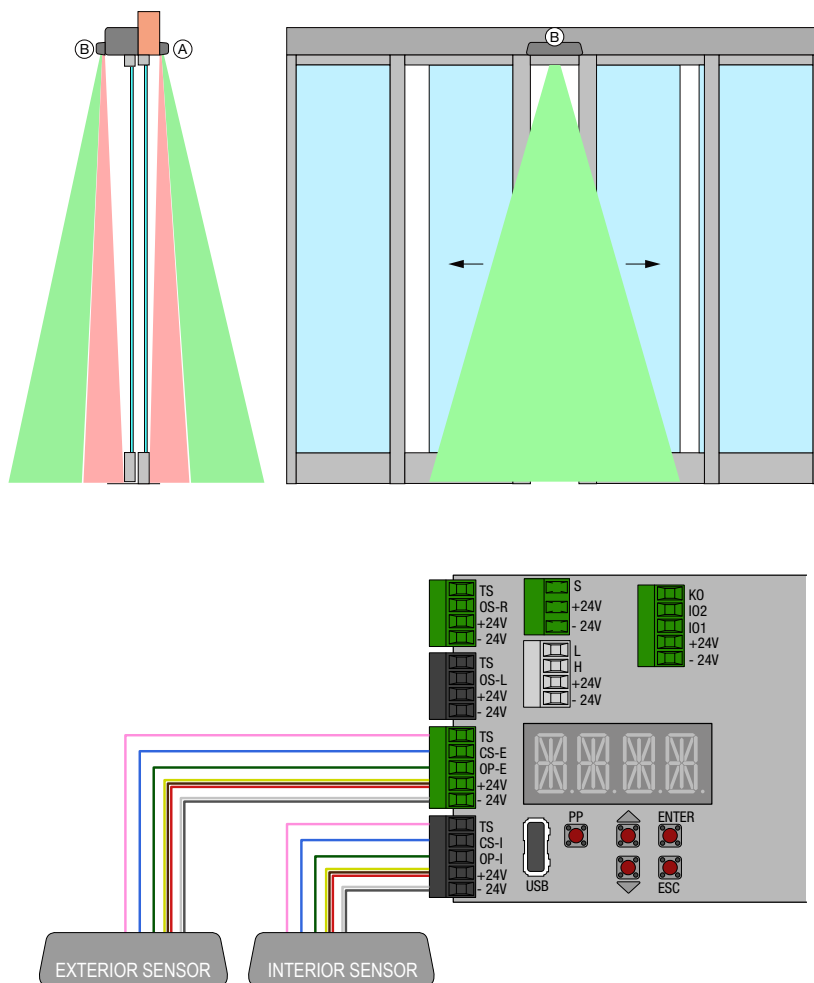 B
A
B
TS
OS-R
+24V
- 24V
S
+24V
- 24V
KO
IO2
IO1
+24V
- 24V
TS
OS-L
+24V
- 24V
L
H
+24V
- 24V
TS
CS-E
OP-E
+24V
- 24V
TS
CS-I
OP-I
+24V
- 24V
PP
ENTER
USB
ESC
EXTERIOR SENSOR
INTERIOR SENSOR